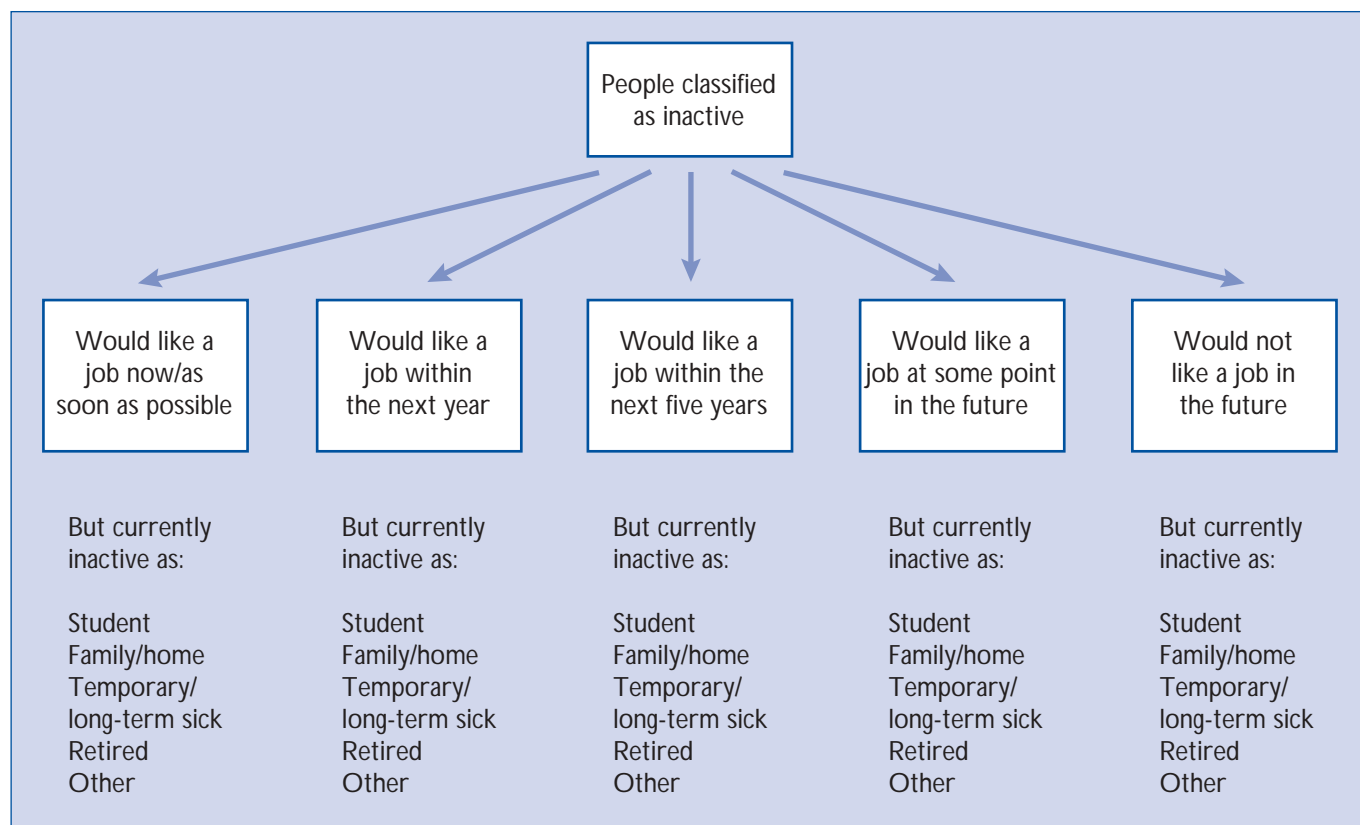 People classified
as inactive
Would like a
job now/as
soon as possible
Would like a
job within
the next year
Would like a
job within the
next five years
Would like a
job at some point
in the future
Would not
like a job in
the future
But currently
inactive as:
Student
Family/home
Temporary/
long-term sick
Retired
Other
But currently
inactive as:
Student
Family/home
Temporary/
long-term sick
Retired
Other
But currently
inactive as:
Student
Family/home
Temporary/
long-term sick
Retired
Other
But currently
inactive as:
Student
Family/home
Temporary/
long-term sick
Retired
Other
But currently
inactive as:
Student
Family/home
Temporary/
long-term sick
Retired
Other